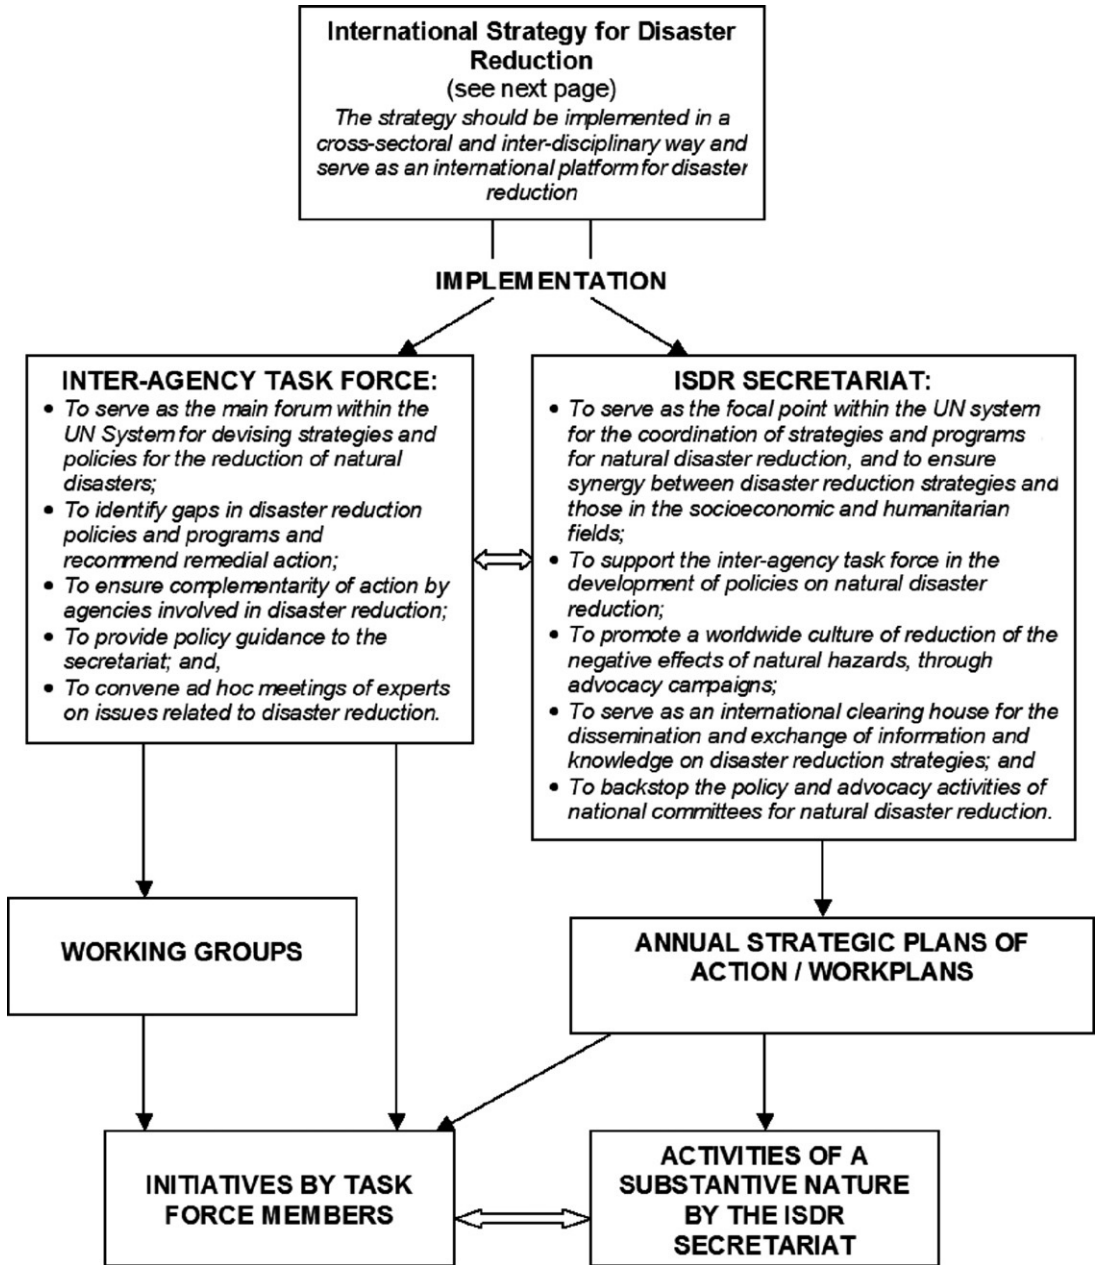 International Strategy for Disaster
Reduction
(see next page)
The strategy should be implemented in a
cross-sectoral and inter-disciplinary way and
serve as an international platform for disaster
reduction
IMPLEMENTATION
INTER-AGENCY TASK FORCE:
• To serve as the main forum within the
UN System for devising strategies and
policies for the reduction of natural
disasters;
• To identify gaps in disaster reduction
policies and programs and
recommend remedial action;
• To ensure complementarity of action by
agencies involved in disaster reduction;
• To provide policy guidance to the
secretariat; and,
• To convene ad hoc meetings of experts
on issues related to disaster reduction.
ISDR SECRETARIAT:
• To serve as the focal point within the UN system
for the coordination of strategies and programs
for natural disaster reduction, and to ensure
synergy between disaster reduction strategies and
those in the socioeconomic and humanitarian
fields;
• To support the inter-agency task force in the
development of policies on natural disaster
reduction;
• To promote a worldwide culture of reduction of the
negative effects of natural hazards, through
advocacy campaigns;
• To serve as an international clearing house for the
dissemination and exchange of information and
knowledge on disaster reduction strategies; and
• To backstop the policy and advocacy activities of
national committees for natural disaster reduction.
WORKING GROUPS
ANNUAL STRATEGIC PLANS OF
ACTION / WORKPLANS
INITIATIVES BY TASK
FORCE MEMBERS
ACTIVITIES OF A
SUBSTANTIVE NATURE
BY THE ISDR
SECRETARIAT